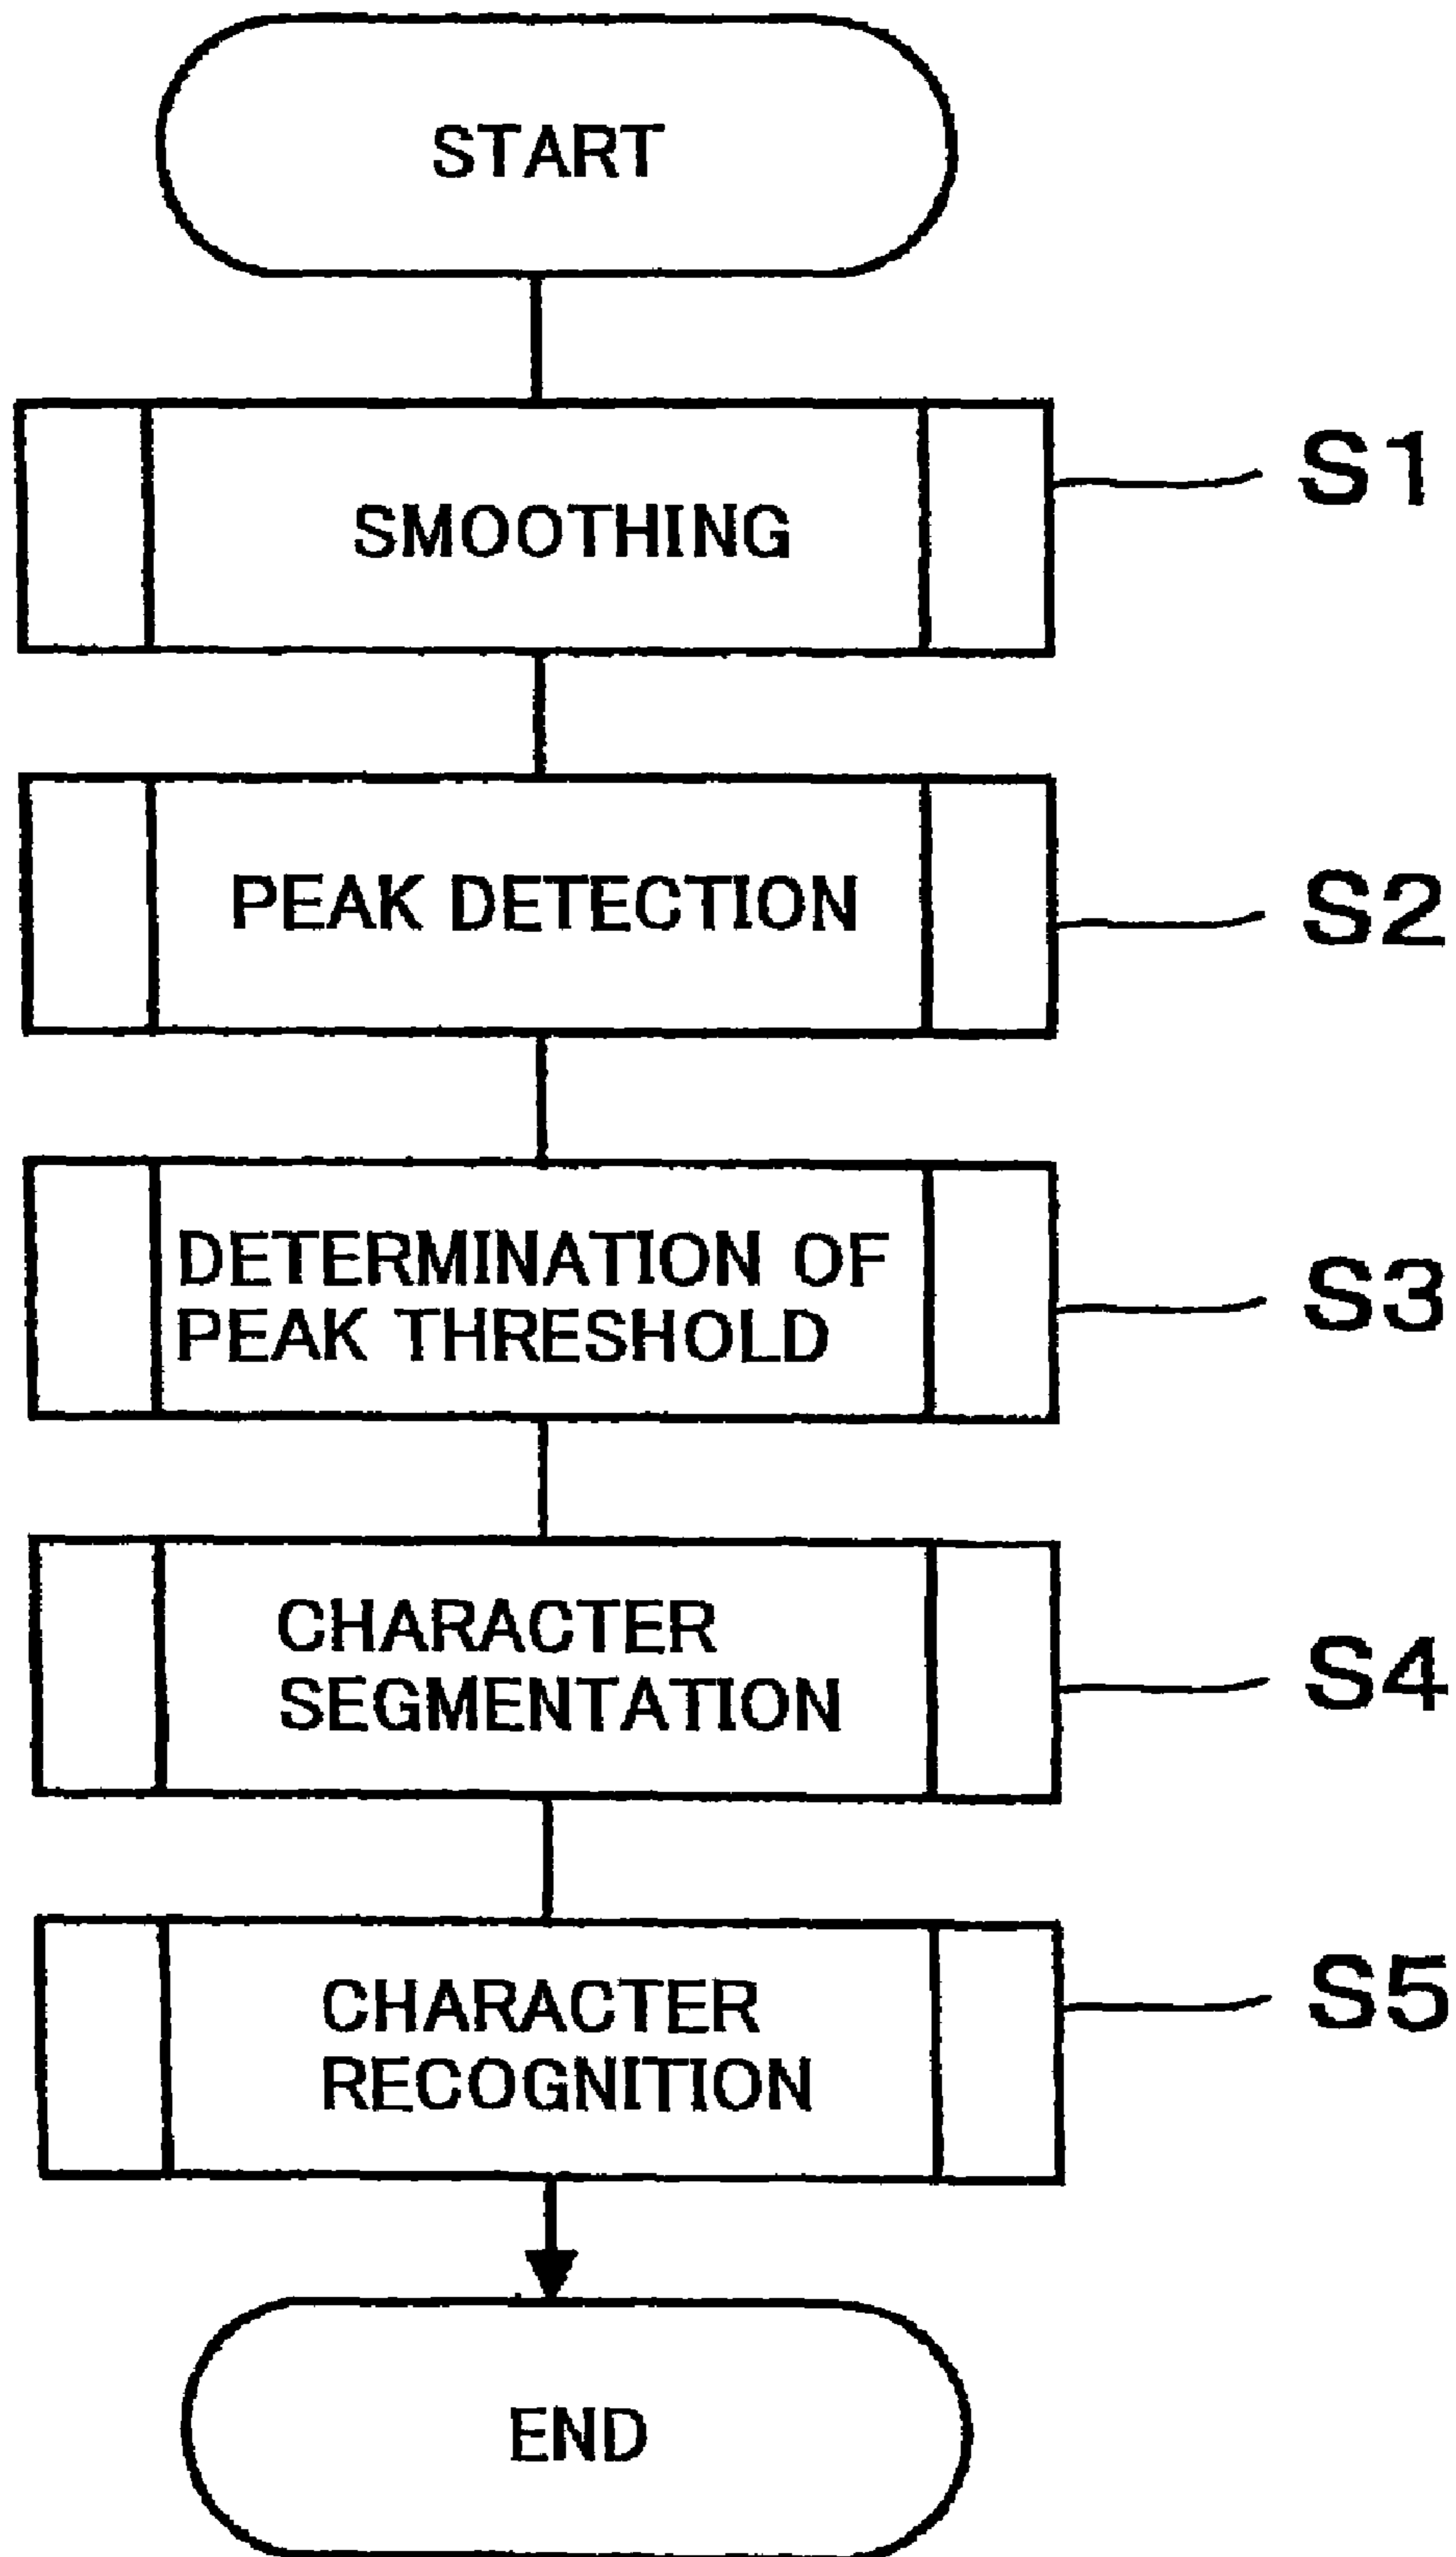 START
SMOOTHING
S1
PEAK DETECTION
S2
DETERMINATION OF
PEAK THRESHOLD
S3
CHARACTER
SEGMENTATION
S4
CHARACTER
RECOGNITION
S5
END